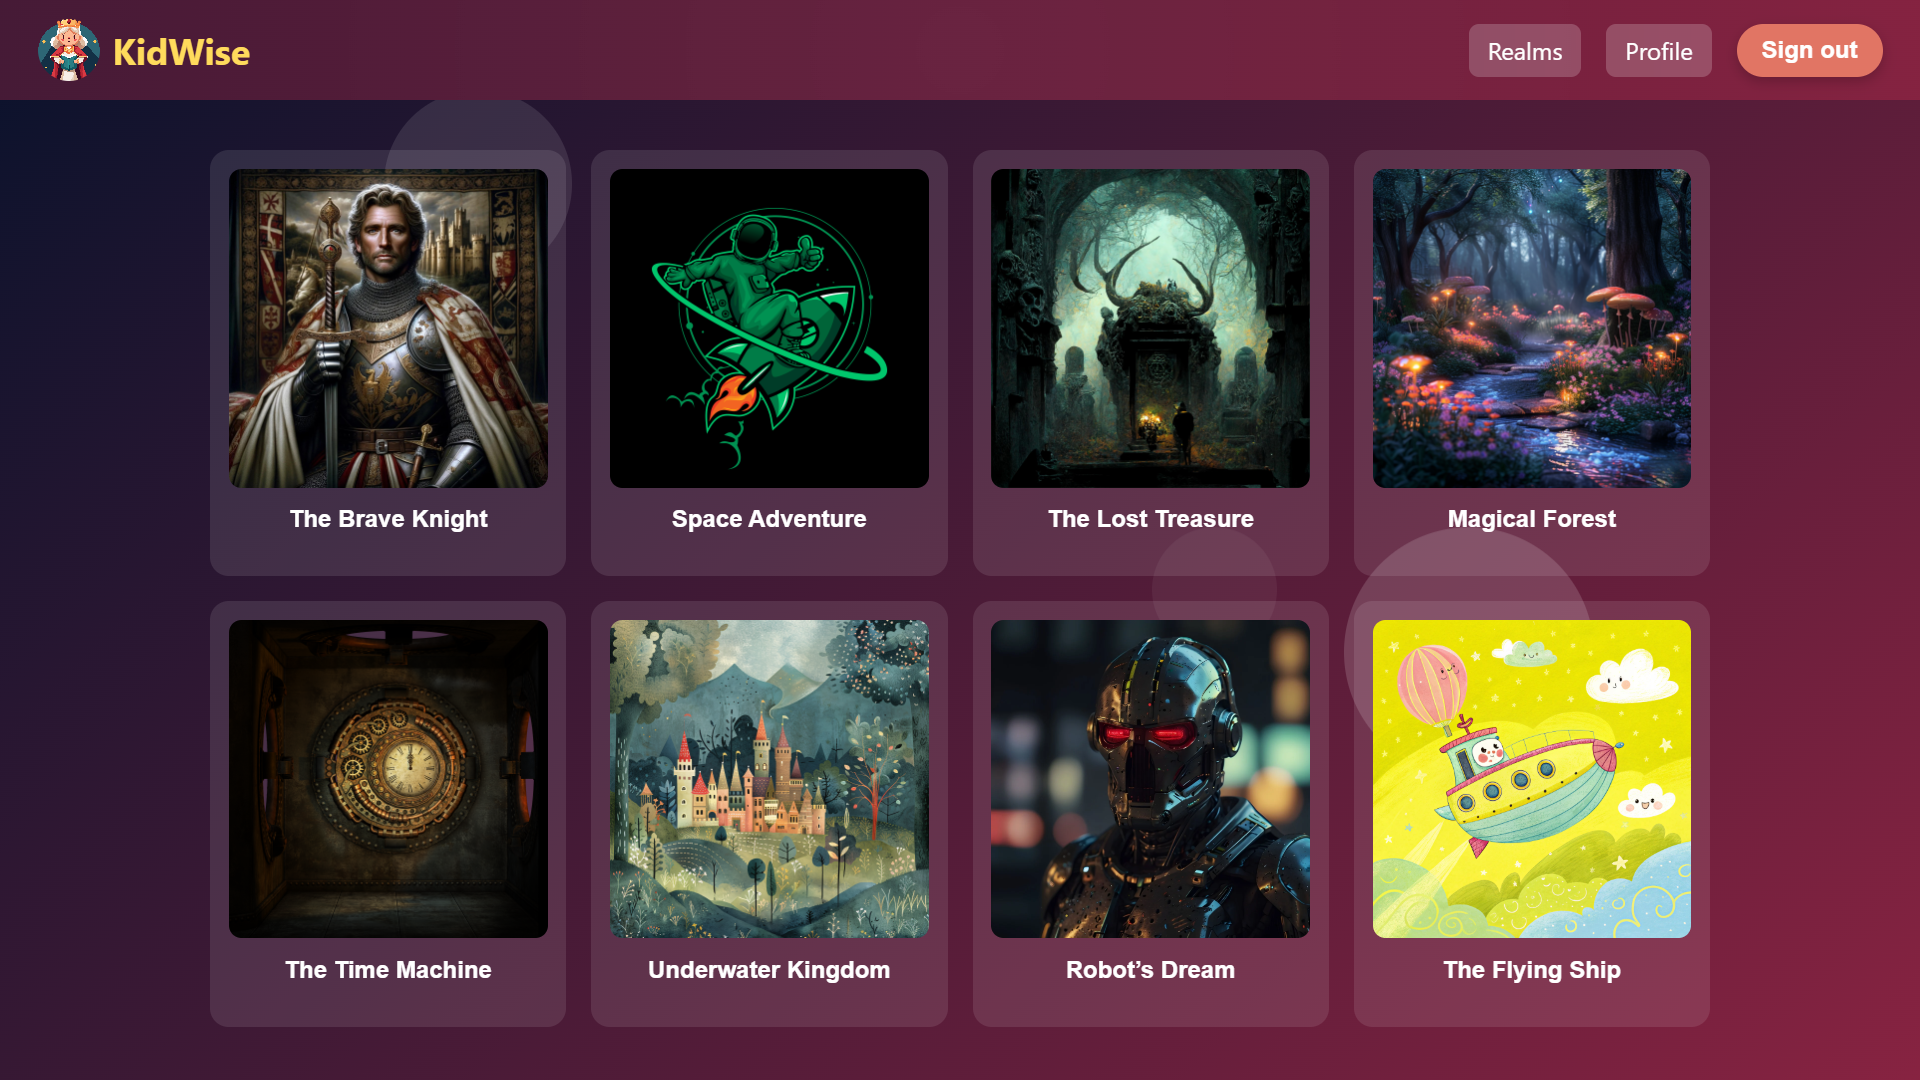 KidWise
Realms
Profile
Sign out
The Brave Knight
Space Adventure
The Lost Treasure
Magical Forest
The Time Machine
Underwater Kingdom
Robot’s Dream
The Flying Ship